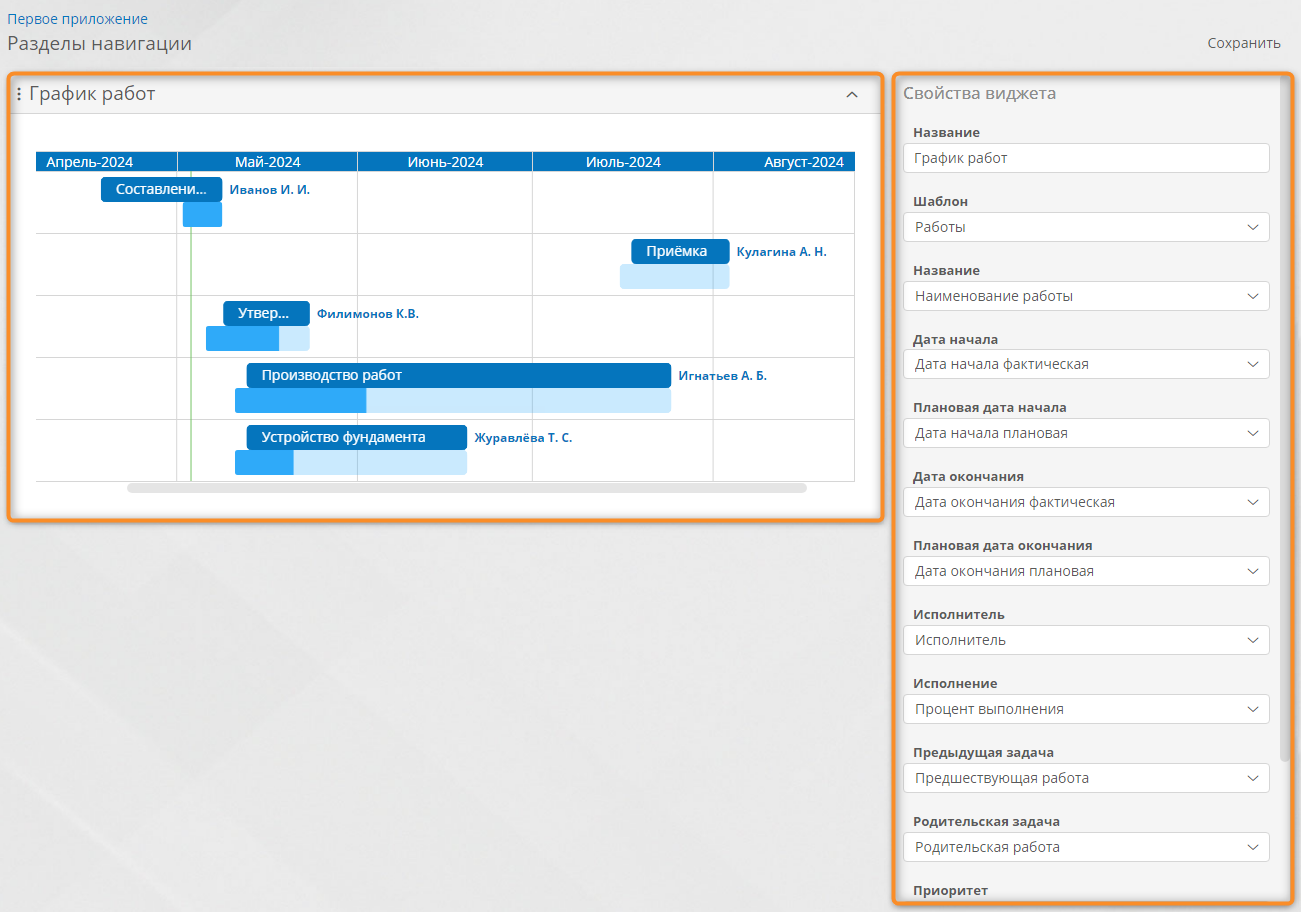 Первое приложение
Разделы навигации
Сохранить
График работ
Апрель-2024 Май-2024 Июнь-2024 Июль-2024 Август-2024
Составлени... Иванов И. И.
Приёмка Кулагина А. Н.
Утвер... Филимонов К.В.
Производство работ Игнатьев А. Б.
Устройство фундамента Журавлёва Т. С.
Свойства виджета
Название
График работ
Шаблон
Работы
Название
Наименование работы
Дата начала
Дата начала фактическая
Плановая дата начала
Дата начала плановая
Дата окончания
Дата окончания фактическая
Плановая дата окончания
Дата окончания плановая
Исполнитель
Исполнитель
Исполнение
Процент выполнения
Предыдущая задача
Предшествующая работа
Родительская задача
Родительская работа
Приоритет